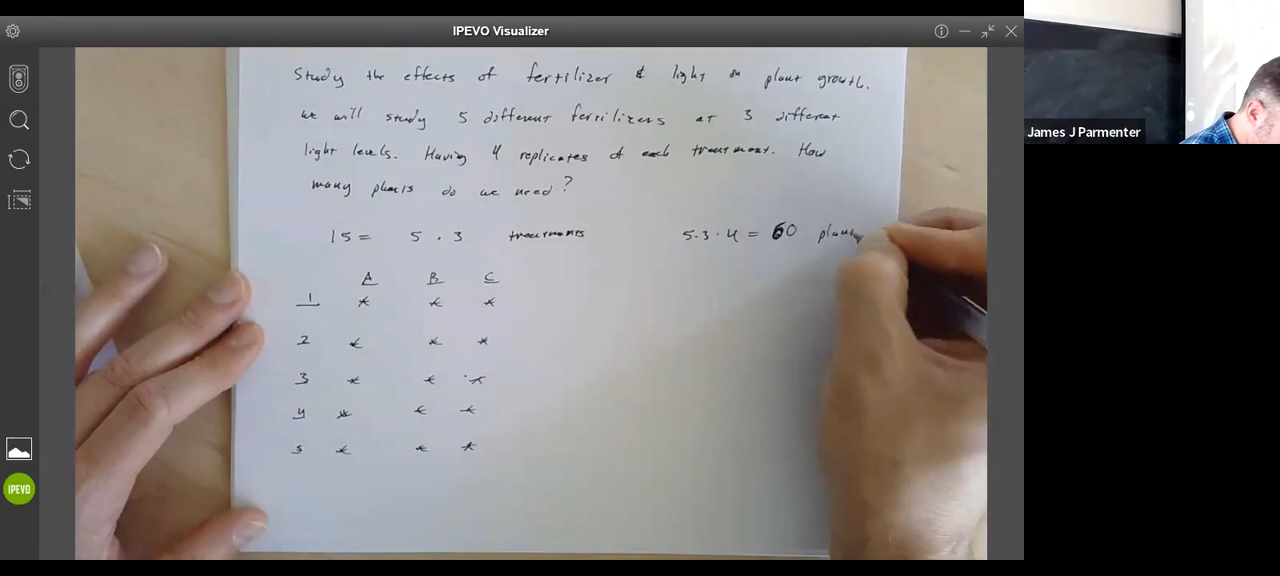 IPEVO Visualizer
Study the effects of fertilizer & light on plant growth.
we will study 5 different fertilizers at 3 different
light levels. Having 4 replicates of each treatment. How
many plants do we need?
15 = 5 . 3 treatments 5.3.4 = 60 plant
A B C
1 * * *
2 * * *
3 * * *
4 * * *
5 * * *
James J Parmenter
IPEVO